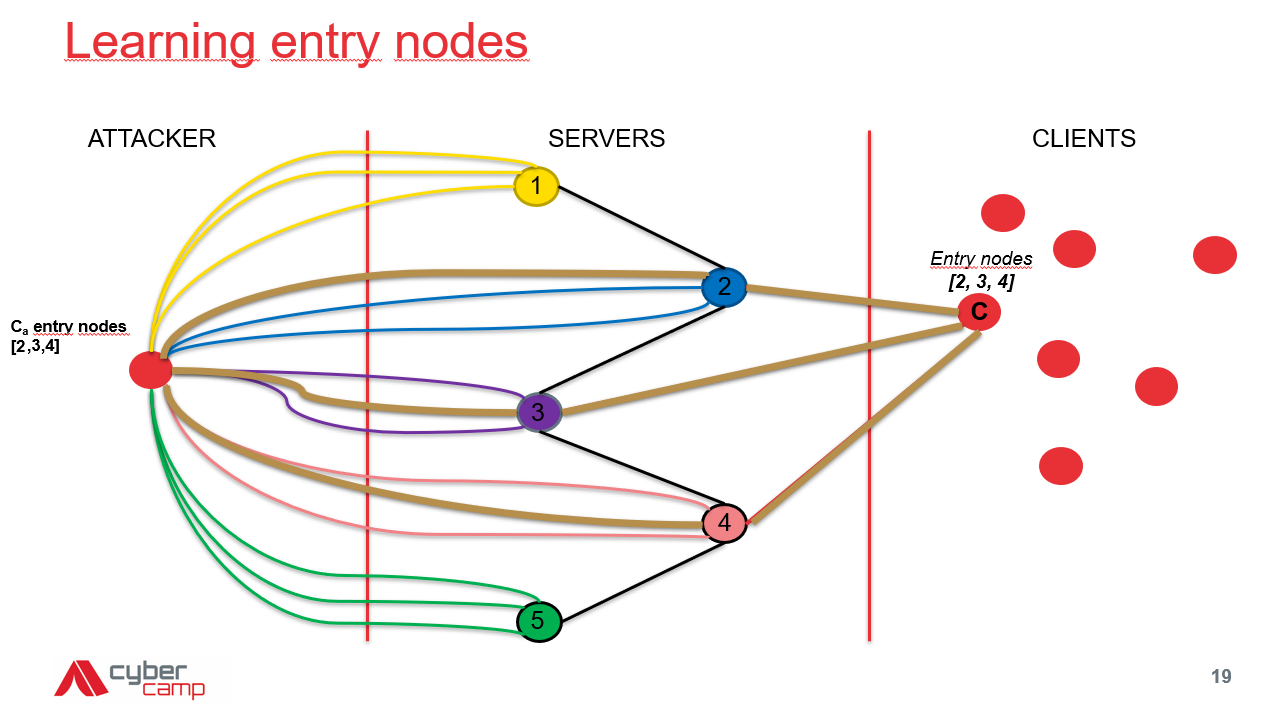 Learning entry nodes
ATTACKER
SERVERS
CLIENTS
1
2
3
4
5
Entry nodes
[2, 3, 4]
C
Cₐ entry nodes
[2,3,4]
cyber
camp
19